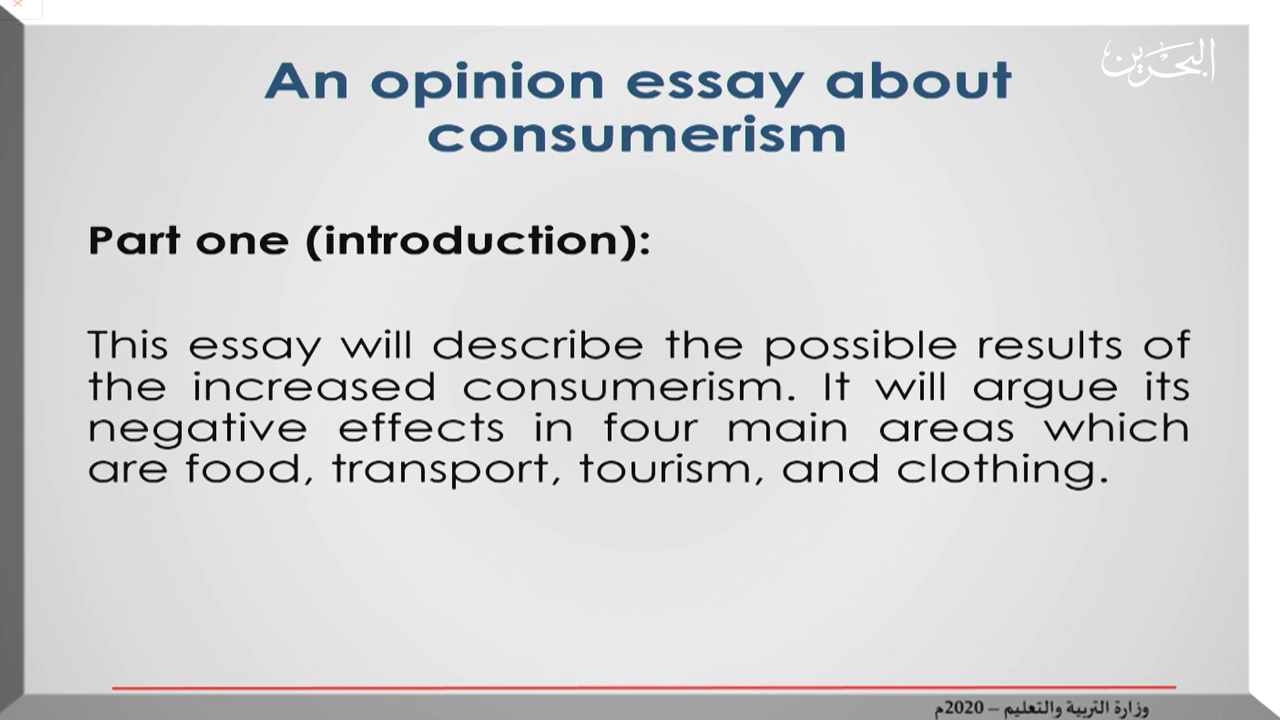 البحرين
An opinion essay about
consumerism
Part one (introduction):
This essay will describe the possible results of
the increased consumerism. It will argue its
negative effects in four main areas which
are food, transport, tourism, and clothing.
وزارة التربية والتعليم – 2020م